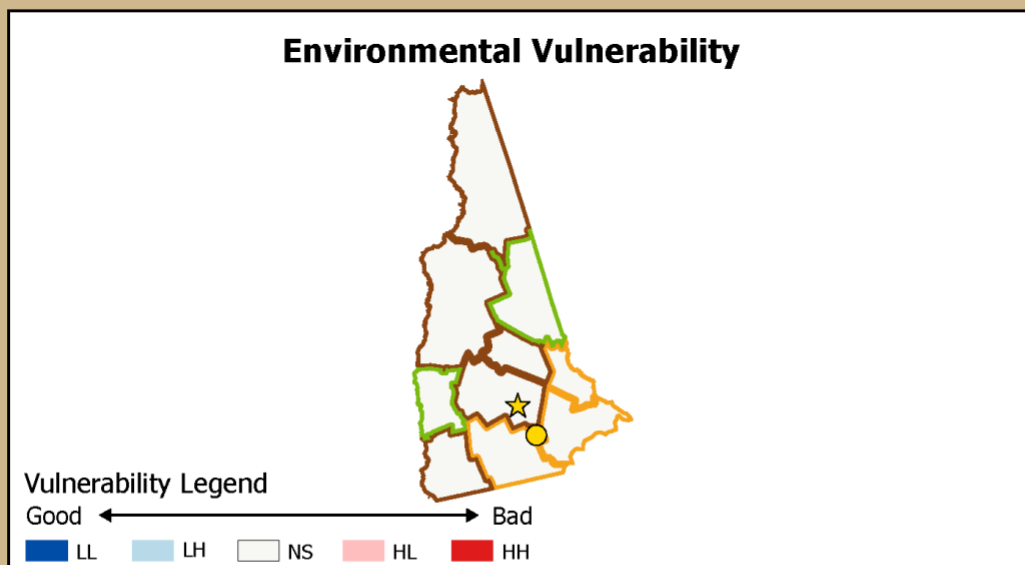 Environmental Vulnerability
Vulnerability Legend
Good Bad
LL LH NS HL HH